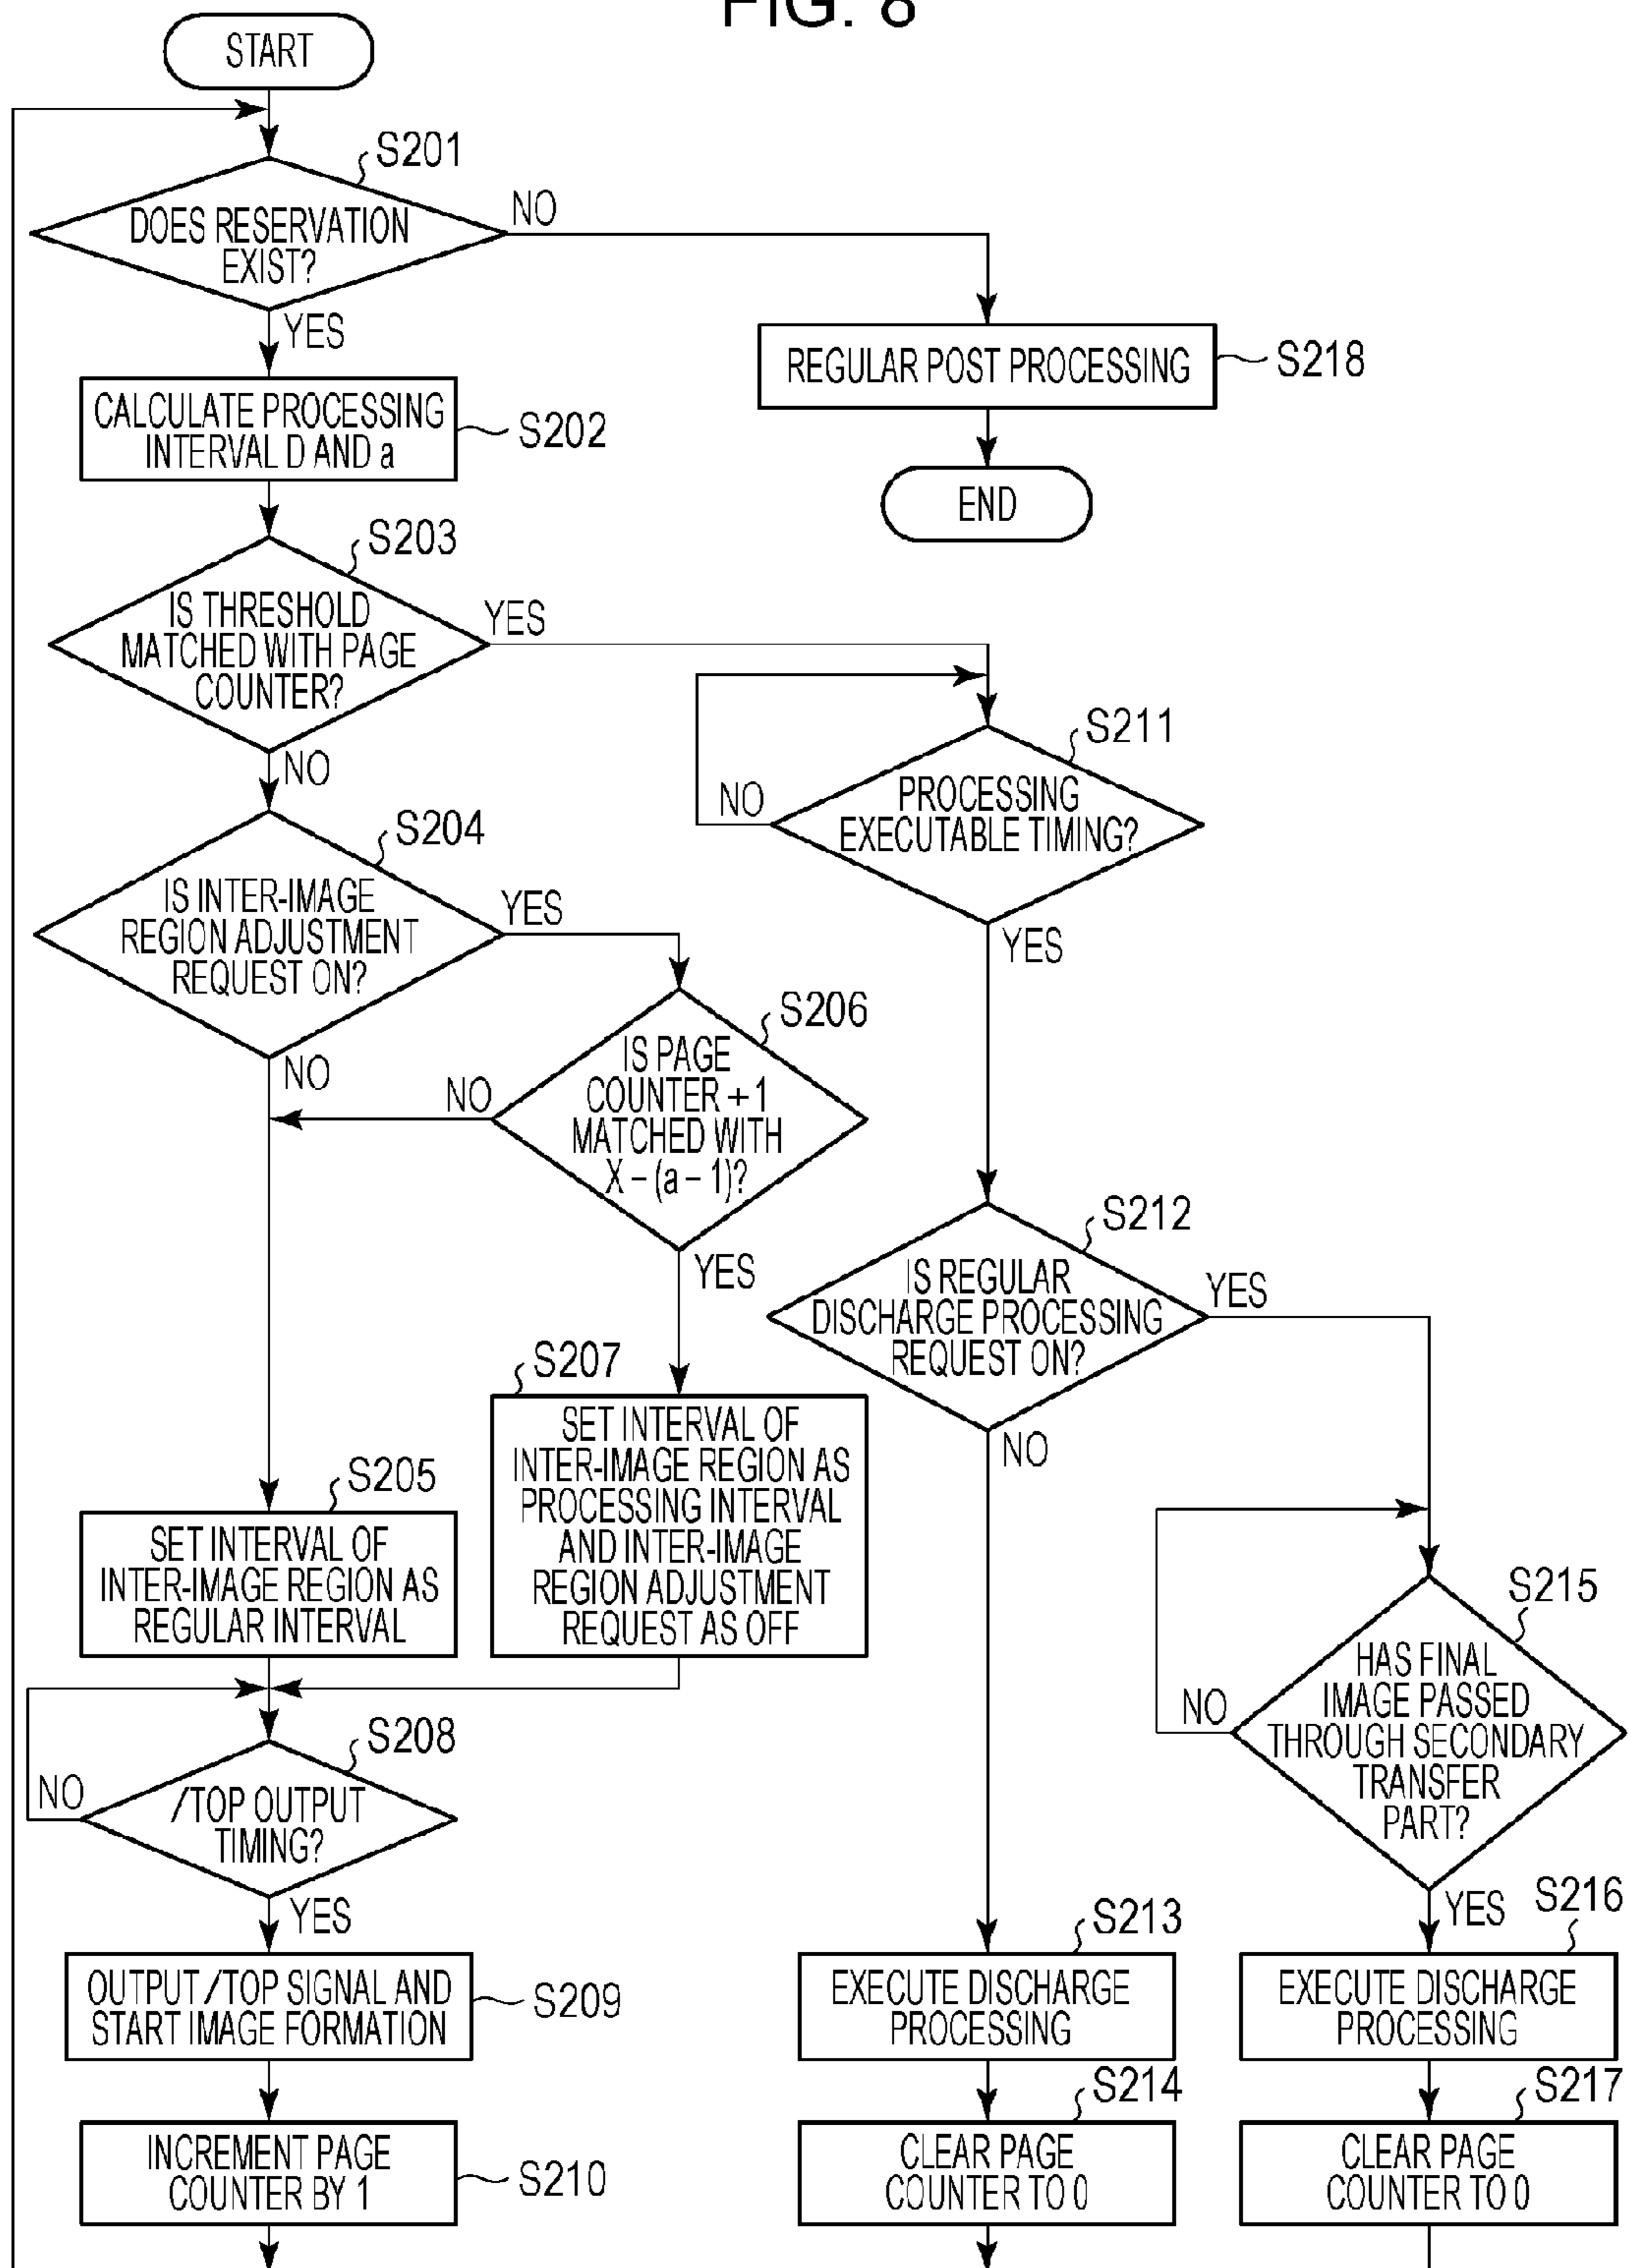 FIG. 8
START
S201
DOES RESERVATION
EXIST?
NO
YES
REGULAR POST PROCESSING
S218
CALCULATE PROCESSING
INTERVAL D AND a
S202
END
S203
IS THRESHOLD
MATCHED WITH PAGE
COUNTER?
YES
NO
S211
PROCESSING
EXECUTABLE TIMING?
NO
YES
S204
IS INTER-IMAGE
REGION ADJUSTMENT
REQUEST ON?
YES
NO
S206
IS PAGE
COUNTER + 1
MATCHED WITH
X – (a – 1)?
NO
YES
S212
IS REGULAR
DISCHARGE PROCESSING
REQUEST ON?
YES
NO
S207
SET INTERVAL OF
INTER-IMAGE REGION AS
PROCESSING INTERVAL
AND INTER-IMAGE
REGION ADJUSTMENT
REQUEST AS OFF
S205
SET INTERVAL OF
INTER-IMAGE REGION AS
REGULAR INTERVAL
S215
HAS FINAL
IMAGE PASSED
THROUGH SECONDARY
TRANSFER
PART?
NO
YES
S208
/TOP OUTPUT
TIMING?
NO
YES
S209
OUTPUT /TOP SIGNAL AND
START IMAGE FORMATION
S213
EXECUTE DISCHARGE
PROCESSING
S216
EXECUTE DISCHARGE
PROCESSING
INCREMENT PAGE
COUNTER BY 1
S210
S214
CLEAR PAGE
COUNTER TO 0
S217
CLEAR PAGE
COUNTER TO 0